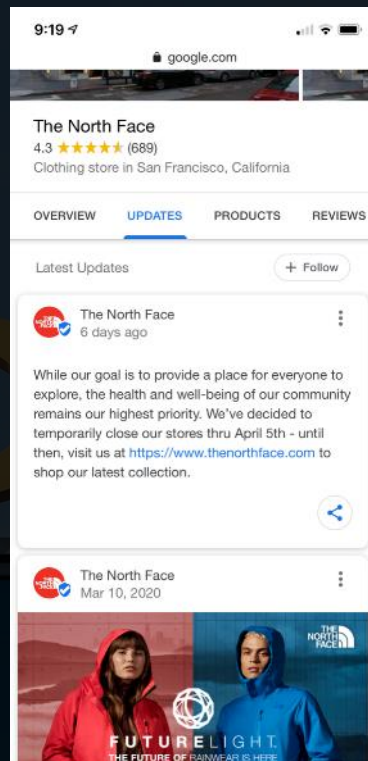 9:19
google.com
The North Face
4.3 ★★★★★ (689)
Clothing store in San Francisco, California
OVERVIEW UPDATES PRODUCTS REVIEWS
Latest Updates + Follow
The North Face
6 days ago
While our goal is to provide a place for everyone to
explore, the health and well-being of our community
remains our highest priority. We've decided to
temporarily close our stores thru April 5th - until
then, visit us at https://www.thenorthface.com to
shop our latest collection.
The North Face
Mar 10, 2020
THE
NORTH
FACE
FUTURELIGHT
THE FUTURE OF RAINWEAR IS HERE